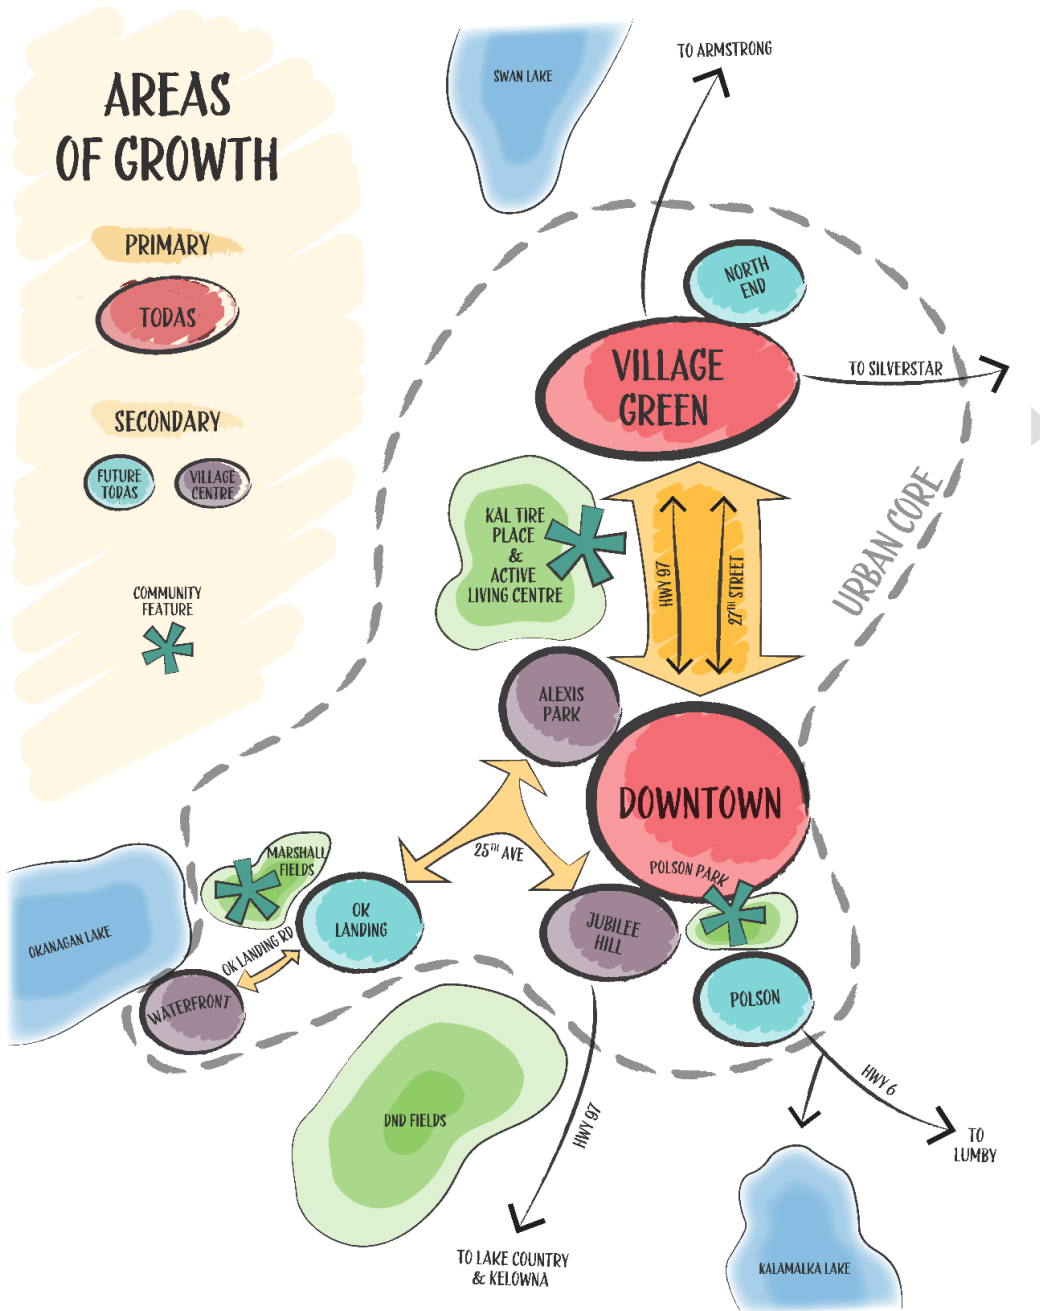 AREAS
OF GROWTH
PRIMARY
TODAS
SECONDARY
FUTURE
TODAS
VILLAGE
CENTRE
COMMUNITY
FEATURE
SWAN LAKE
TO ARMSTRONG
NORTH
END
VILLAGE
GREEN
TO SILVERSTAR
URBAN CORE
KAL TIRE
PLACE
&
ACTIVE
LIVING CENTRE
HWY 97
27TH STREET
ALEXIS
PARK
DOWNTOWN
POLSON PARK
25TH AVE
MARSHALL
FIELDS
OK
LANDING
OK LANDING RD
OKANAGAN LAKE
WATERFRONT
JUBILEE
HILL
POLSON
DND FIELDS
HWY 97
HWY 6
TO
LUMBY
TO LAKE COUNTRY
& KELOWNA
KALAMALKA LAKE